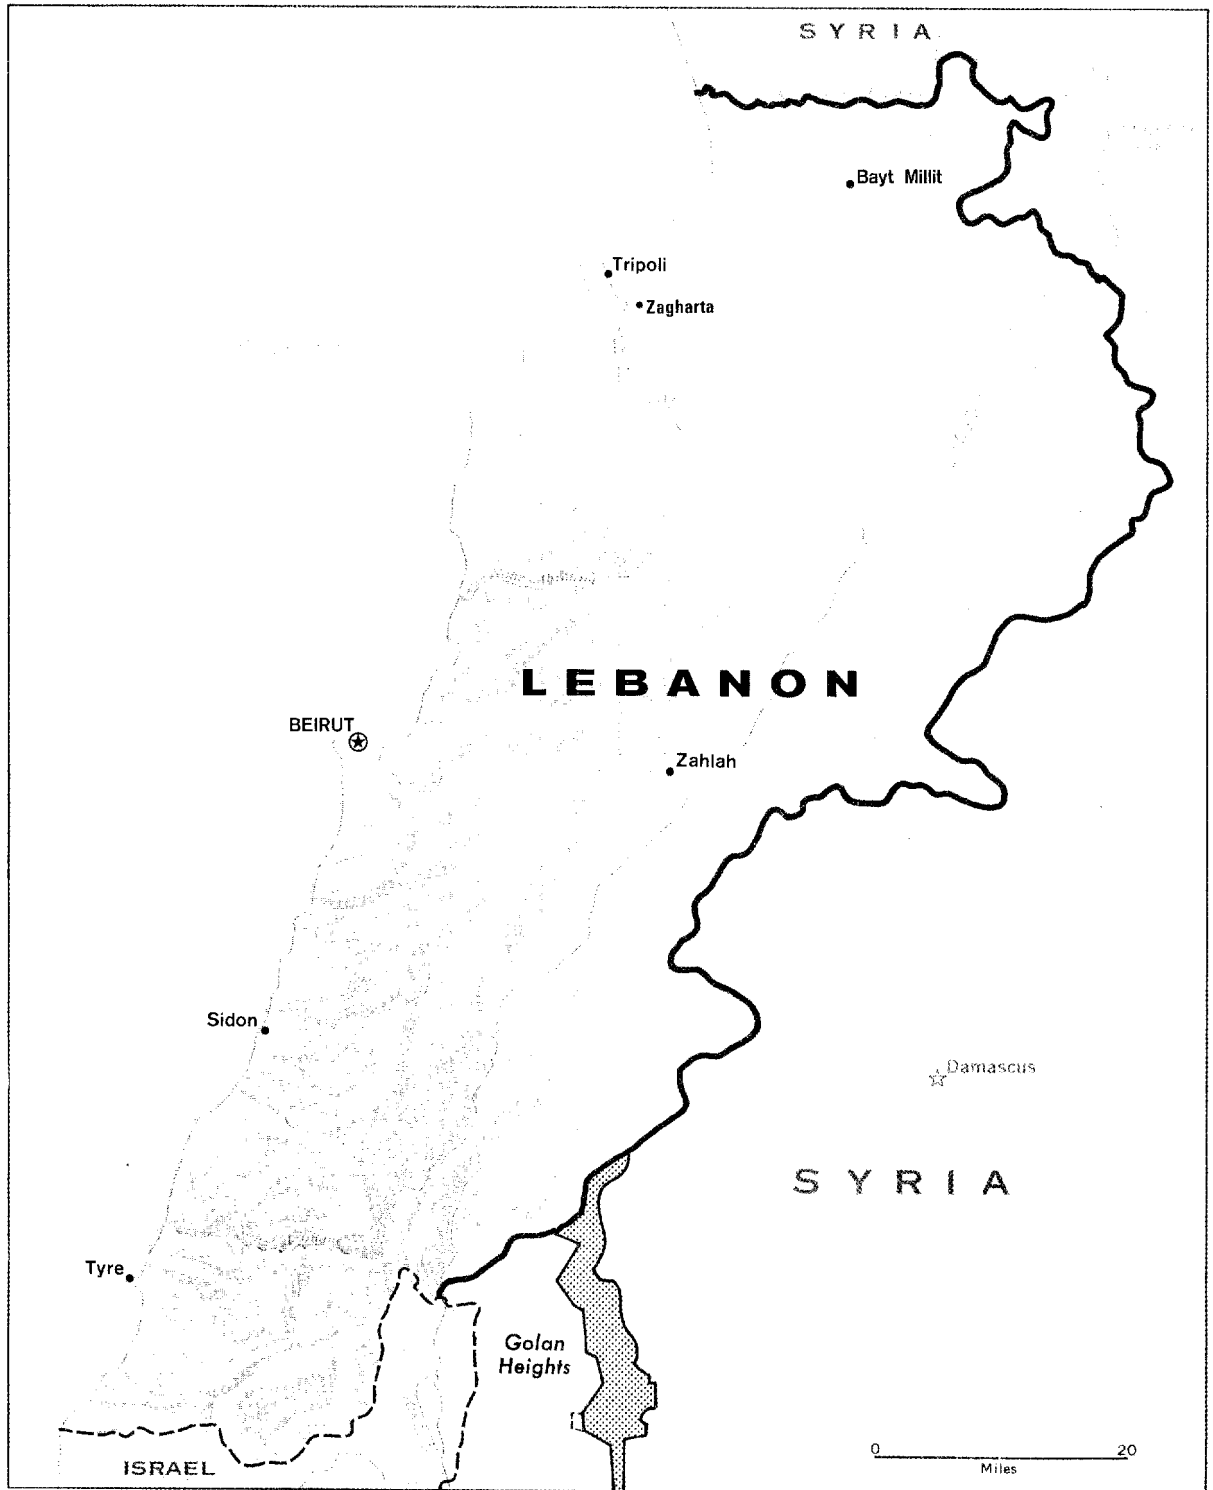 SYRIA
Bayt Millit
Tripoli
Zagharta
LEBANON
BEIRUT
Zahlah
Sidon
Damascus
SYRIA
Tyre
Golan
Heights
ISRAEL
0 20
Miles